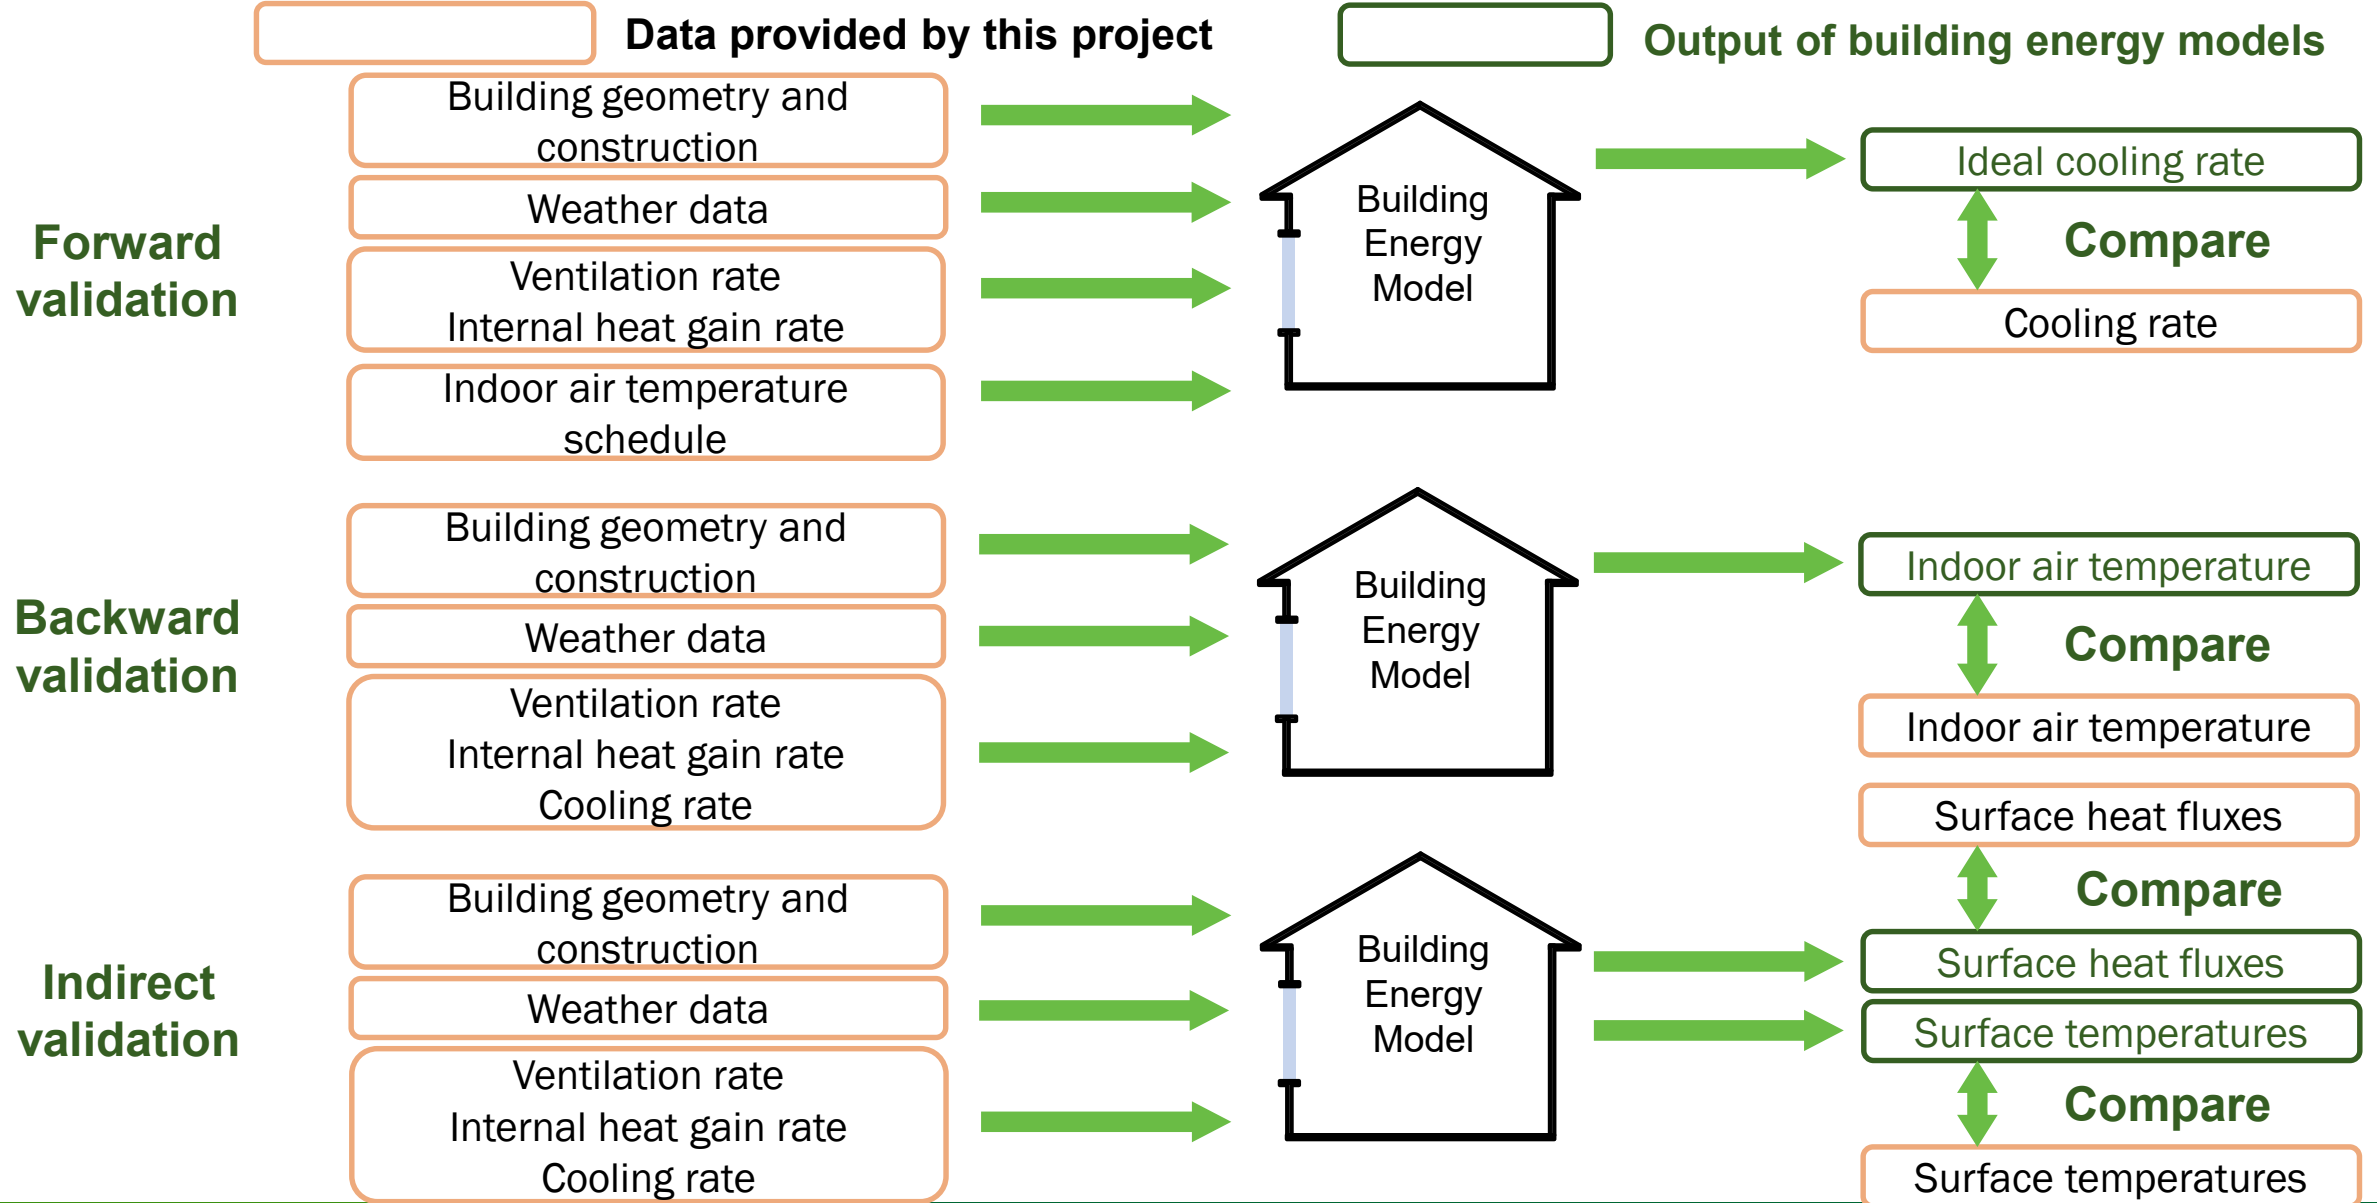 Data provided by this project
Output of building energy models
Forward
validation
Building geometry and
construction
Weather data
Ventilation rate
Internal heat gain rate
Indoor air temperature
schedule
Building
Energy
Model
Ideal cooling rate
Compare
Cooling rate
Backward
validation
Building geometry and
construction
Weather data
Ventilation rate
Internal heat gain rate
Cooling rate
Building
Energy
Model
Indoor air temperature
Compare
Indoor air temperature
Indirect
validation
Building geometry and
construction
Weather data
Ventilation rate
Internal heat gain rate
Cooling rate
Building
Energy
Model
Surface heat fluxes
Compare
Surface heat fluxes
Surface temperatures
Compare
Surface temperatures